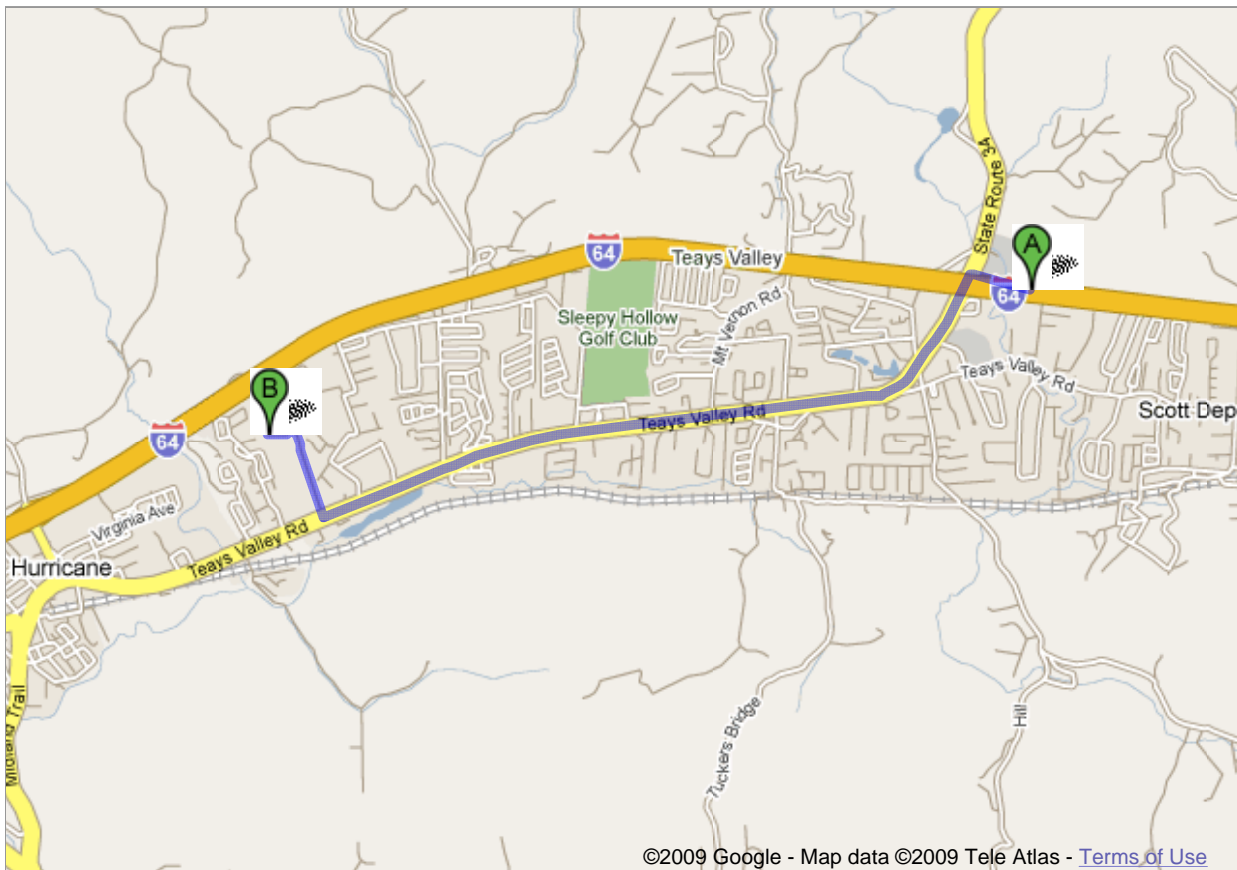 State Route 34
A
64
Teays Valley
64
Sleepy Hollow
Golf Club
Mt Vernon Rd
Teays Valley Rd
Scott Dep
B
64
Teays Valley Rd
Virginia Ave
Teays Valley Rd
Hurricane
Midland Trail
Tuckers Bridge
Hill
©2009 Google - Map data ©2009 Tele Atlas - Terms of Use